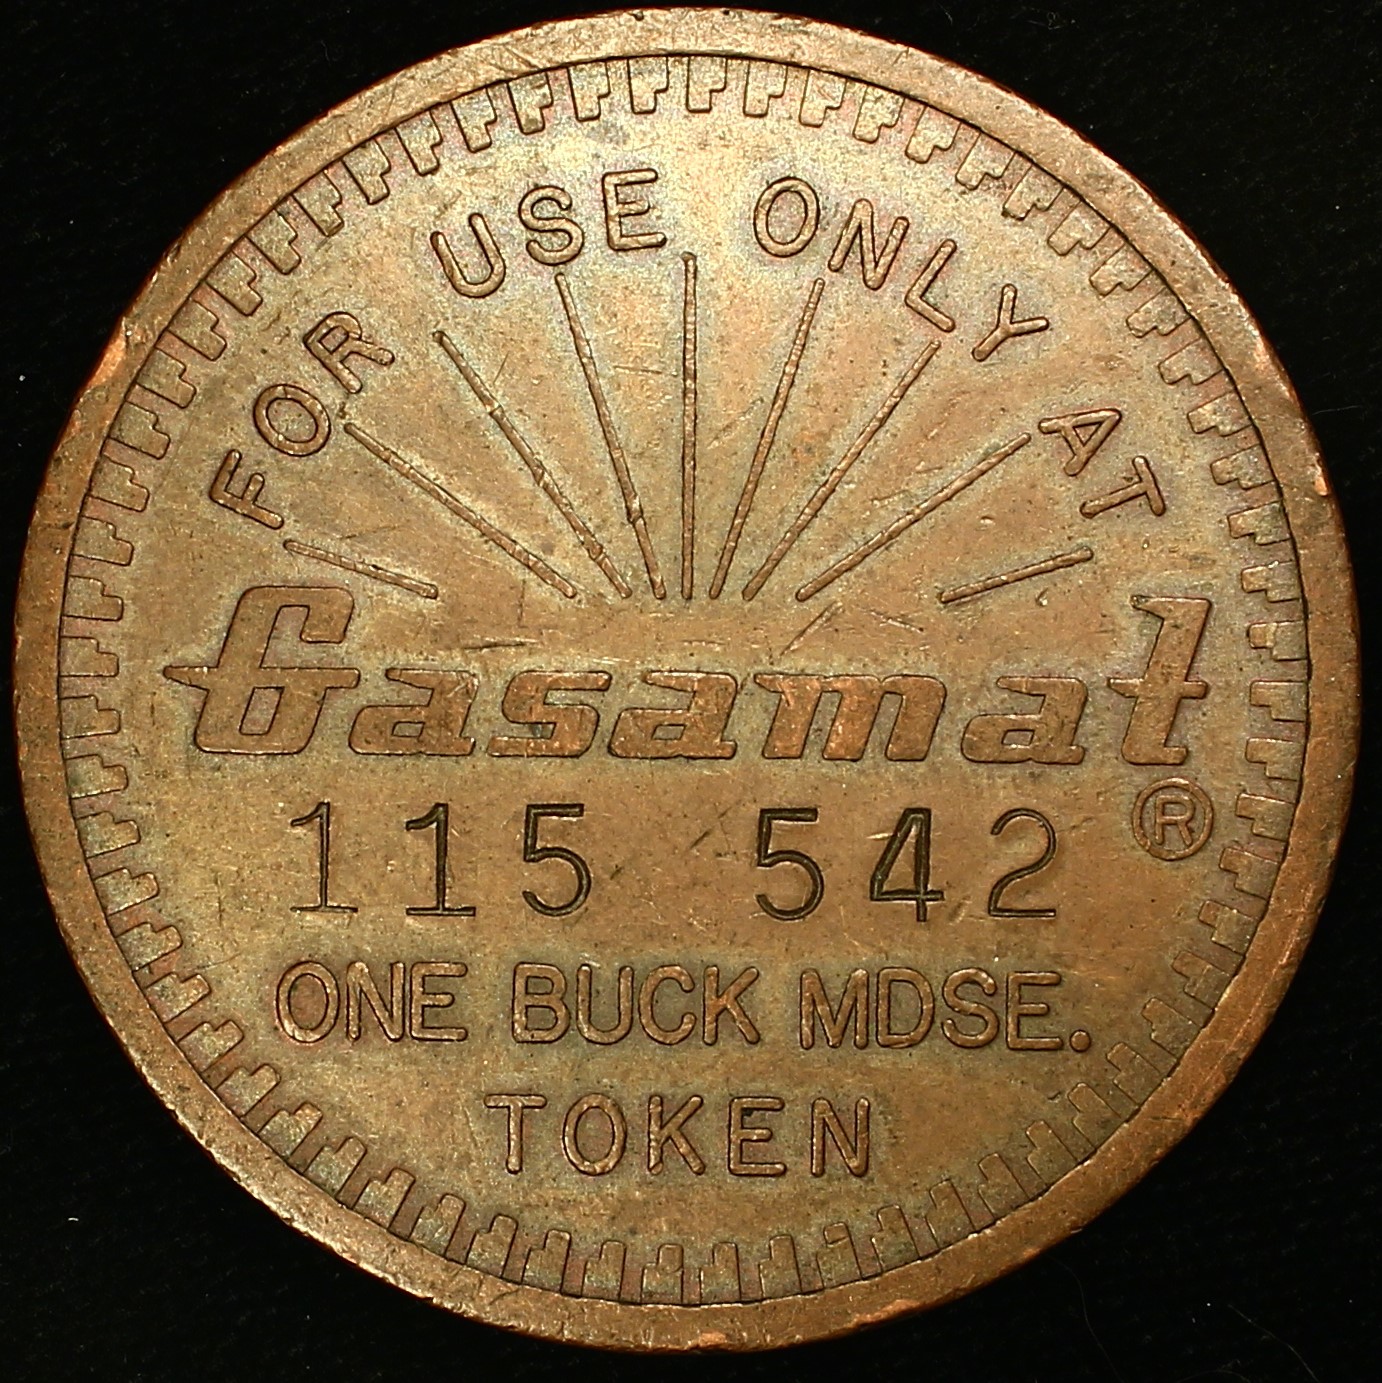 FOR USE ONLY AT
Gasamat®
115 542
ONE BUCK MDSE.
TOKEN